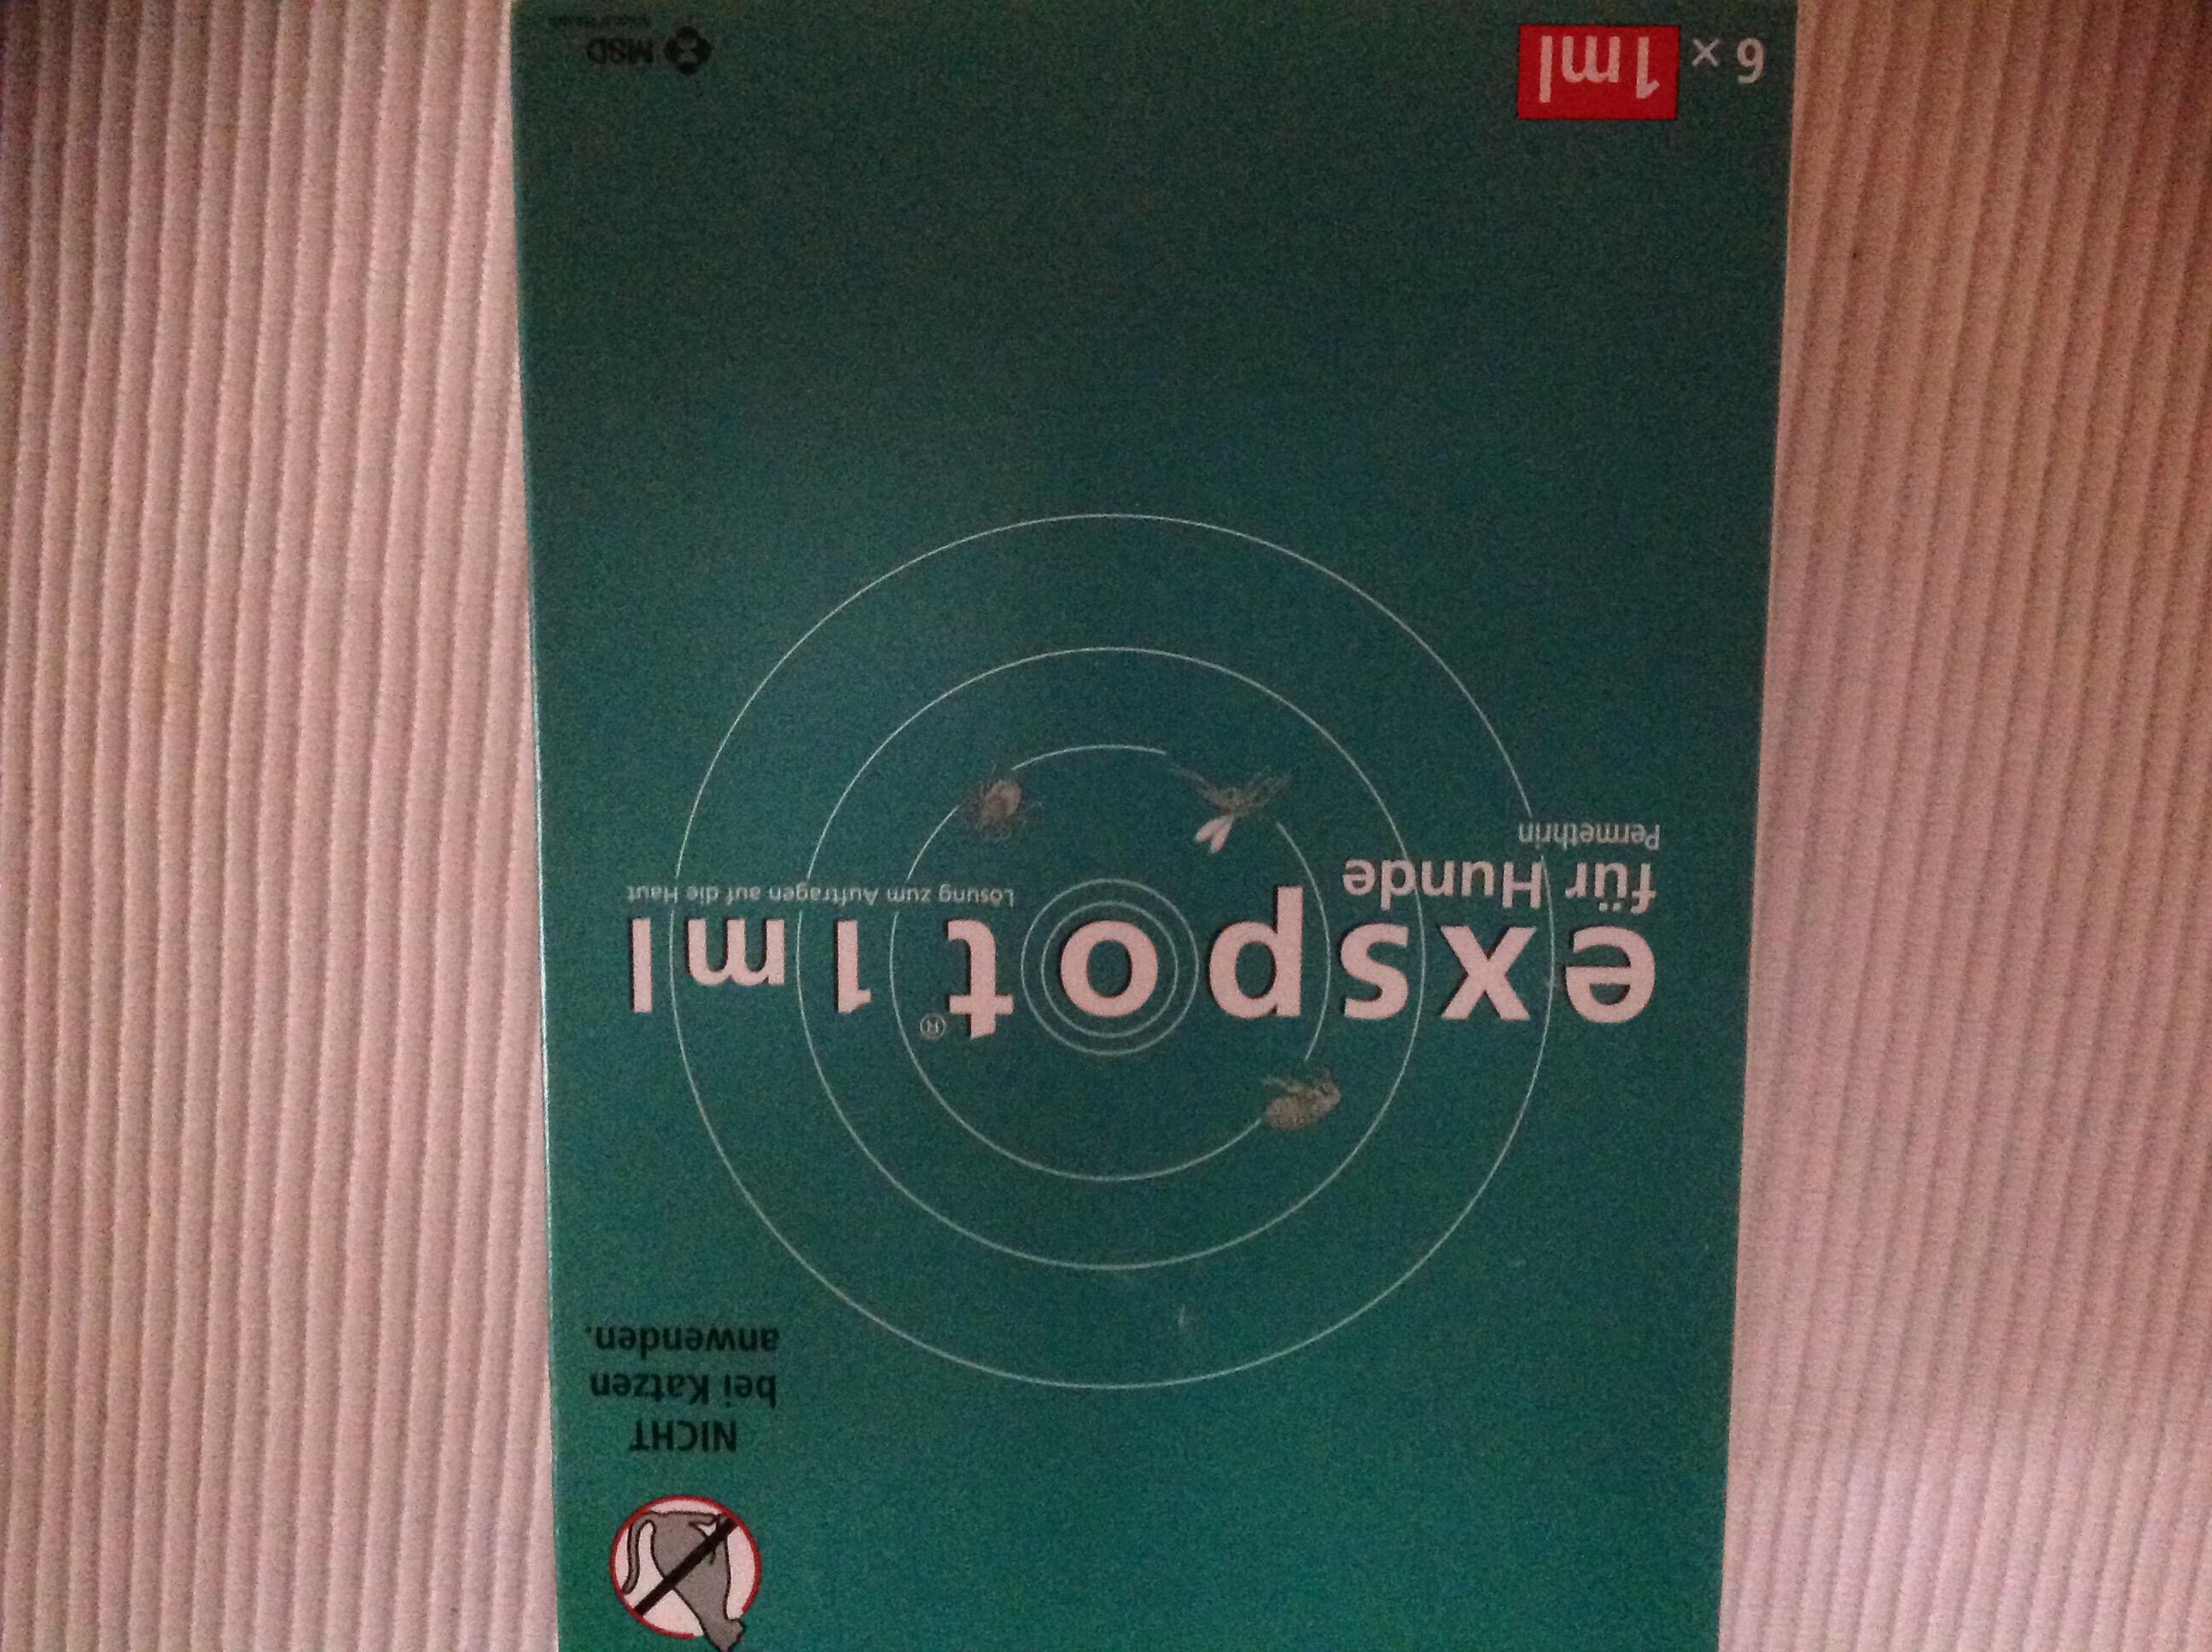 NICHT
bei Katzen
anwenden.
exspot® 1 ml
für Hunde
Lösung zum Auftragen auf die Haut
Permethrin
6 x 1ml
MSD